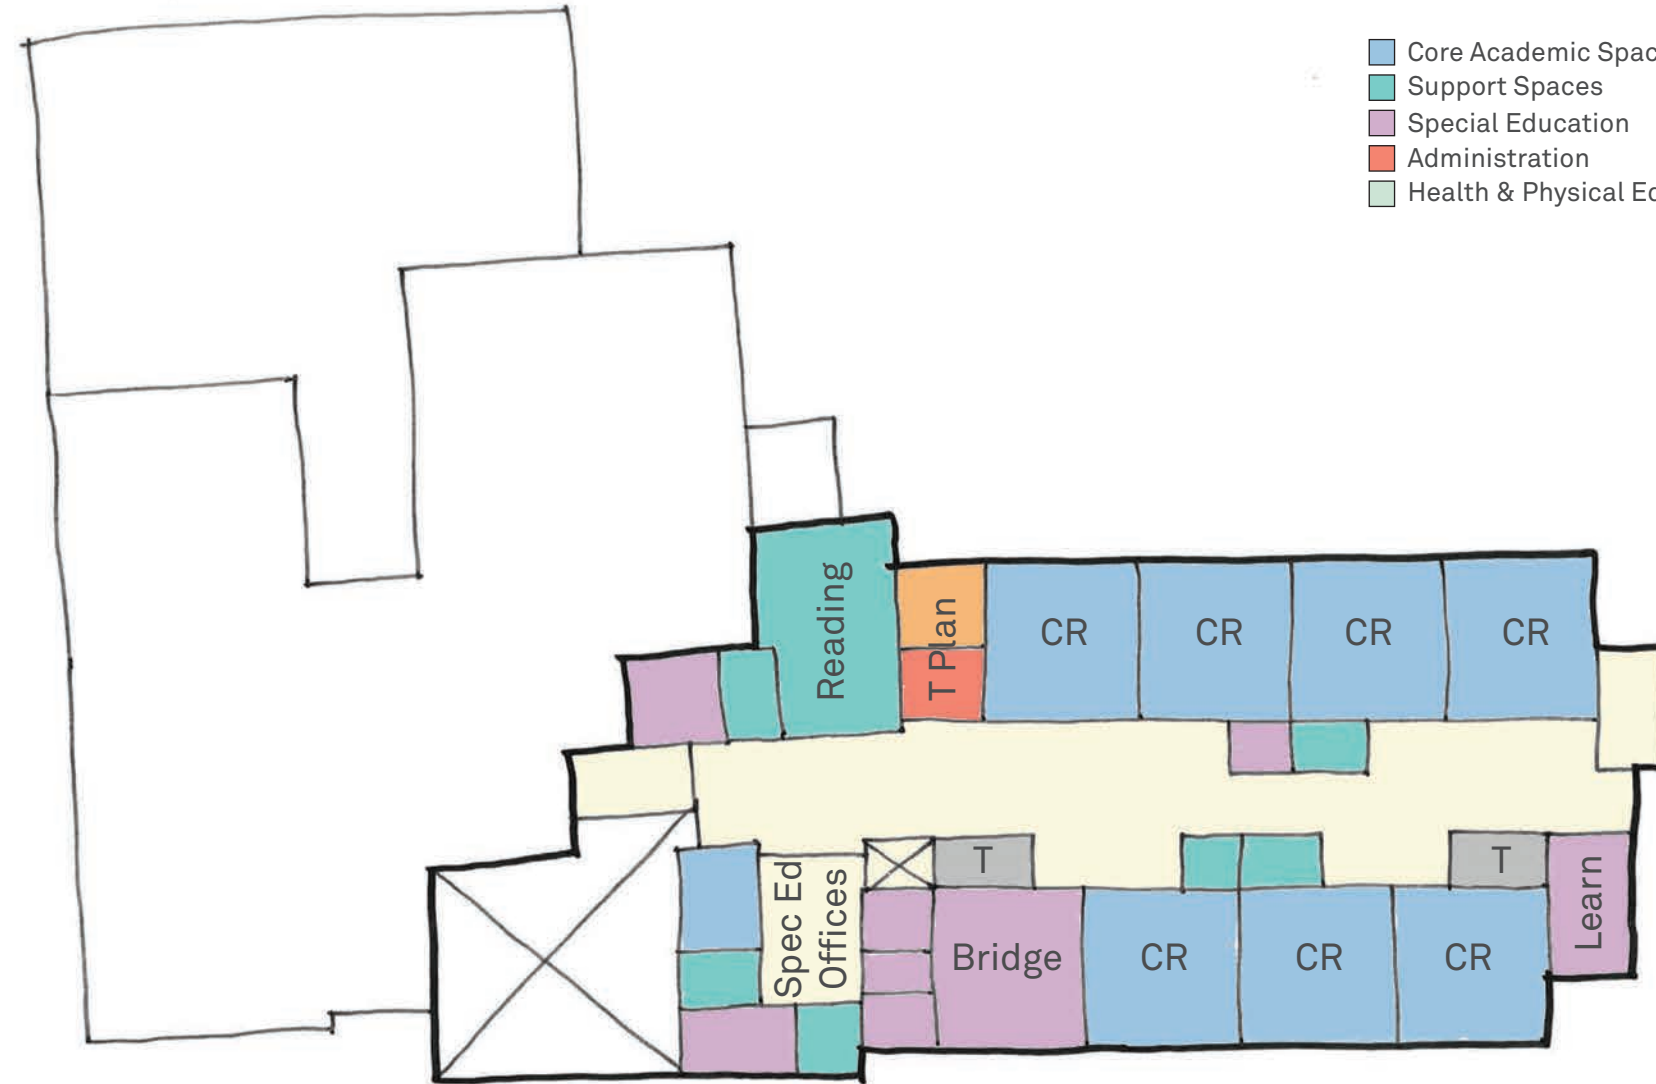 Core Academic Spac
Support Spaces
Special Education
Administration
Health & Physical Ed
Reading
T Plan
CR
CR
CR
CR
T
T
Spec Ed
Offices
Bridge
CR
CR
CR
Learn